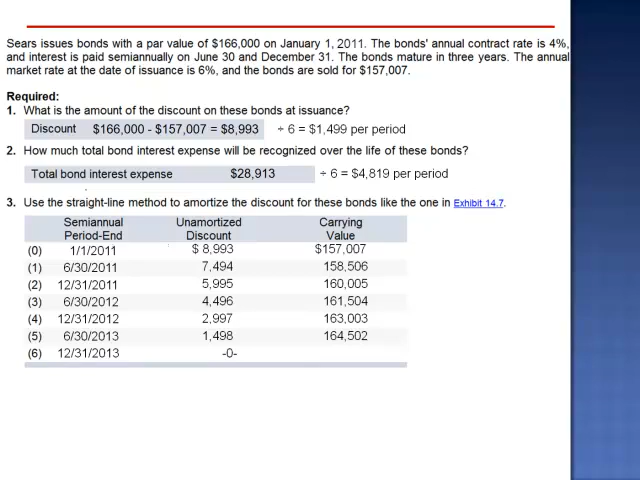 Sears issues bonds with a par value of $166,000 on January 1, 2011. The bonds' annual contract rate is 4%,
and interest is paid semiannually on June 30 and December 31. The bonds mature in three years. The annual
market rate at the date of issuance is 6%, and the bonds are sold for $157,007.
Required:
1. What is the amount of the discount on these bonds at issuance?
Discount $166,000 - $157,007 = $8,993 ÷ 6 = $1,499 per period
2. How much total bond interest expense will be recognized over the life of these bonds?
Total bond interest expense $28,913 ÷ 6 = $4,819 per period
3. Use the straight-line method to amortize the discount for these bonds like the one in Exhibit 14.7.
Semiannual Unamortized Carrying
Period-End Discount Value
(0) 1/1/2011 $ 8,993 $157,007
(1) 6/30/2011 7,494 158,506
(2) 12/31/2011 5,995 160,005
(3) 6/30/2012 4,496 161,504
(4) 12/31/2012 2,997 163,003
(5) 6/30/2013 1,498 164,502
(6) 12/31/2013 -0-